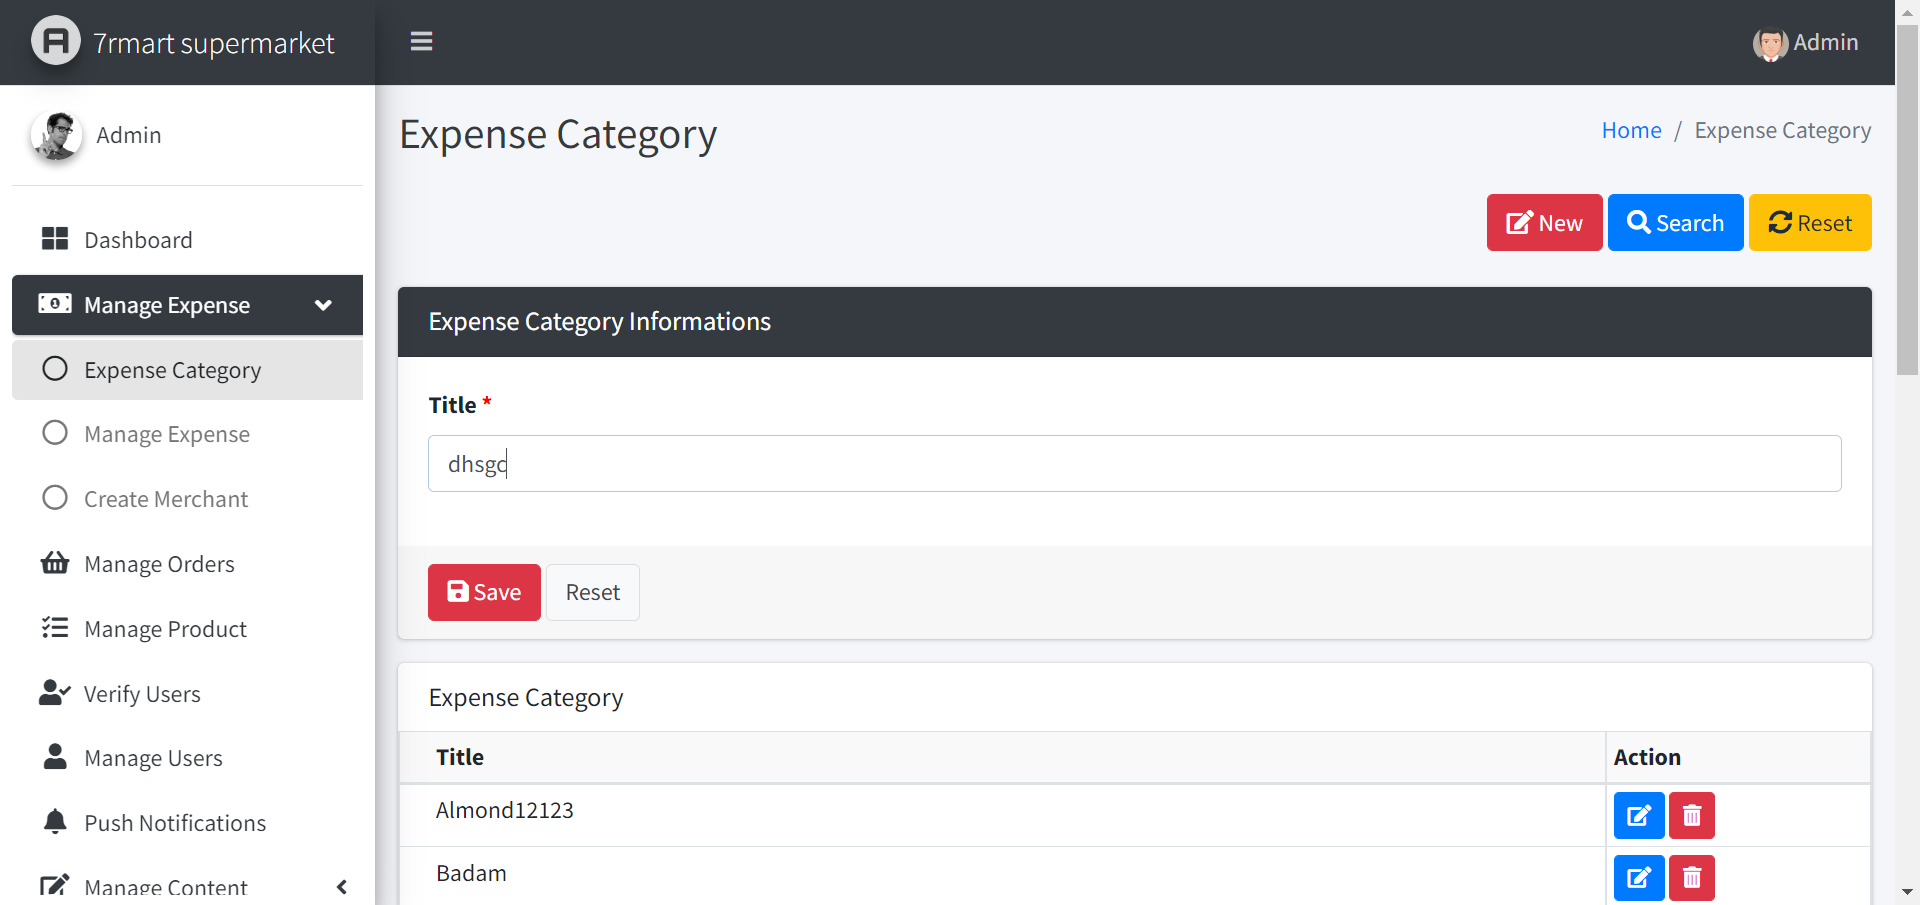 7rmart supermarket
Admin
Admin
Dashboard
Manage Expense
Expense Category
Manage Expense
Create Merchant
Manage Orders
Manage Product
Verify Users
Manage Users
Push Notifications
Manage Content
Expense Category
Home / Expense Category
New
Search
Reset
Expense Category Informations
Title *
dhsgc
Save
Reset
Expense Category
Title
Action
Almond12123
Badam